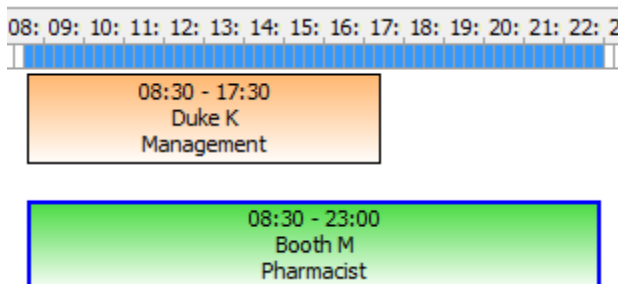 08: 09: 10: 11: 12: 13: 14: 15: 16: 17: 18: 19: 20: 21: 22: 2
08:30 - 17:30
Duke K
Management
08:30 - 23:00
Booth M
Pharmacist